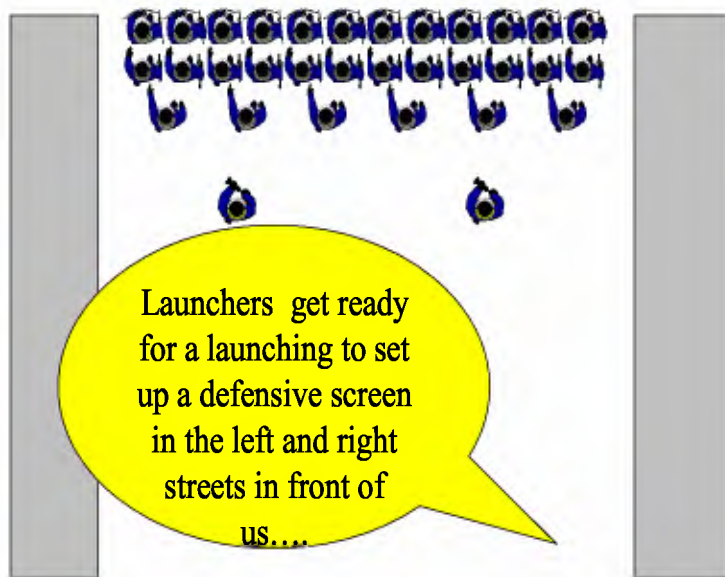 Launchers get ready
for a launching to set
up a defensive screen
in the left and right
streets in front of
us....